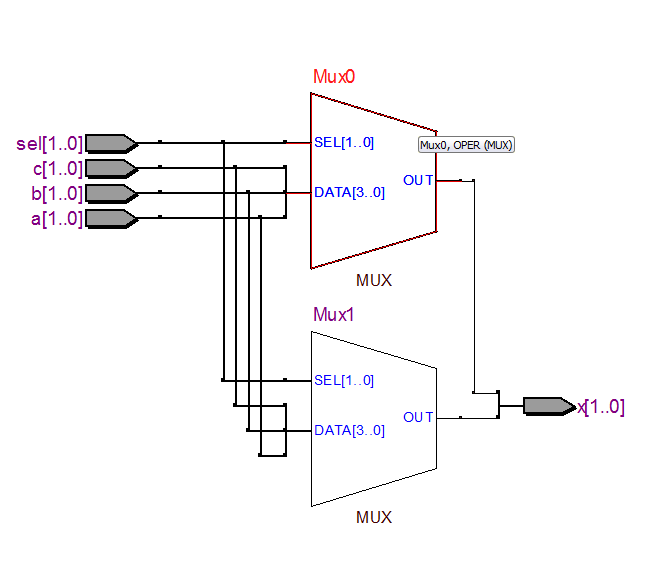 Mux0
sel[1..0]
SEL[1..0]
Mux0, OPER (MUX)
c[1..0]
OUT
b[1..0]
DATA[3..0]
a[1..0]
MUX
Mux1
SEL[1..0]
OUT
x[1..0]
DATA[3..0]
MUX